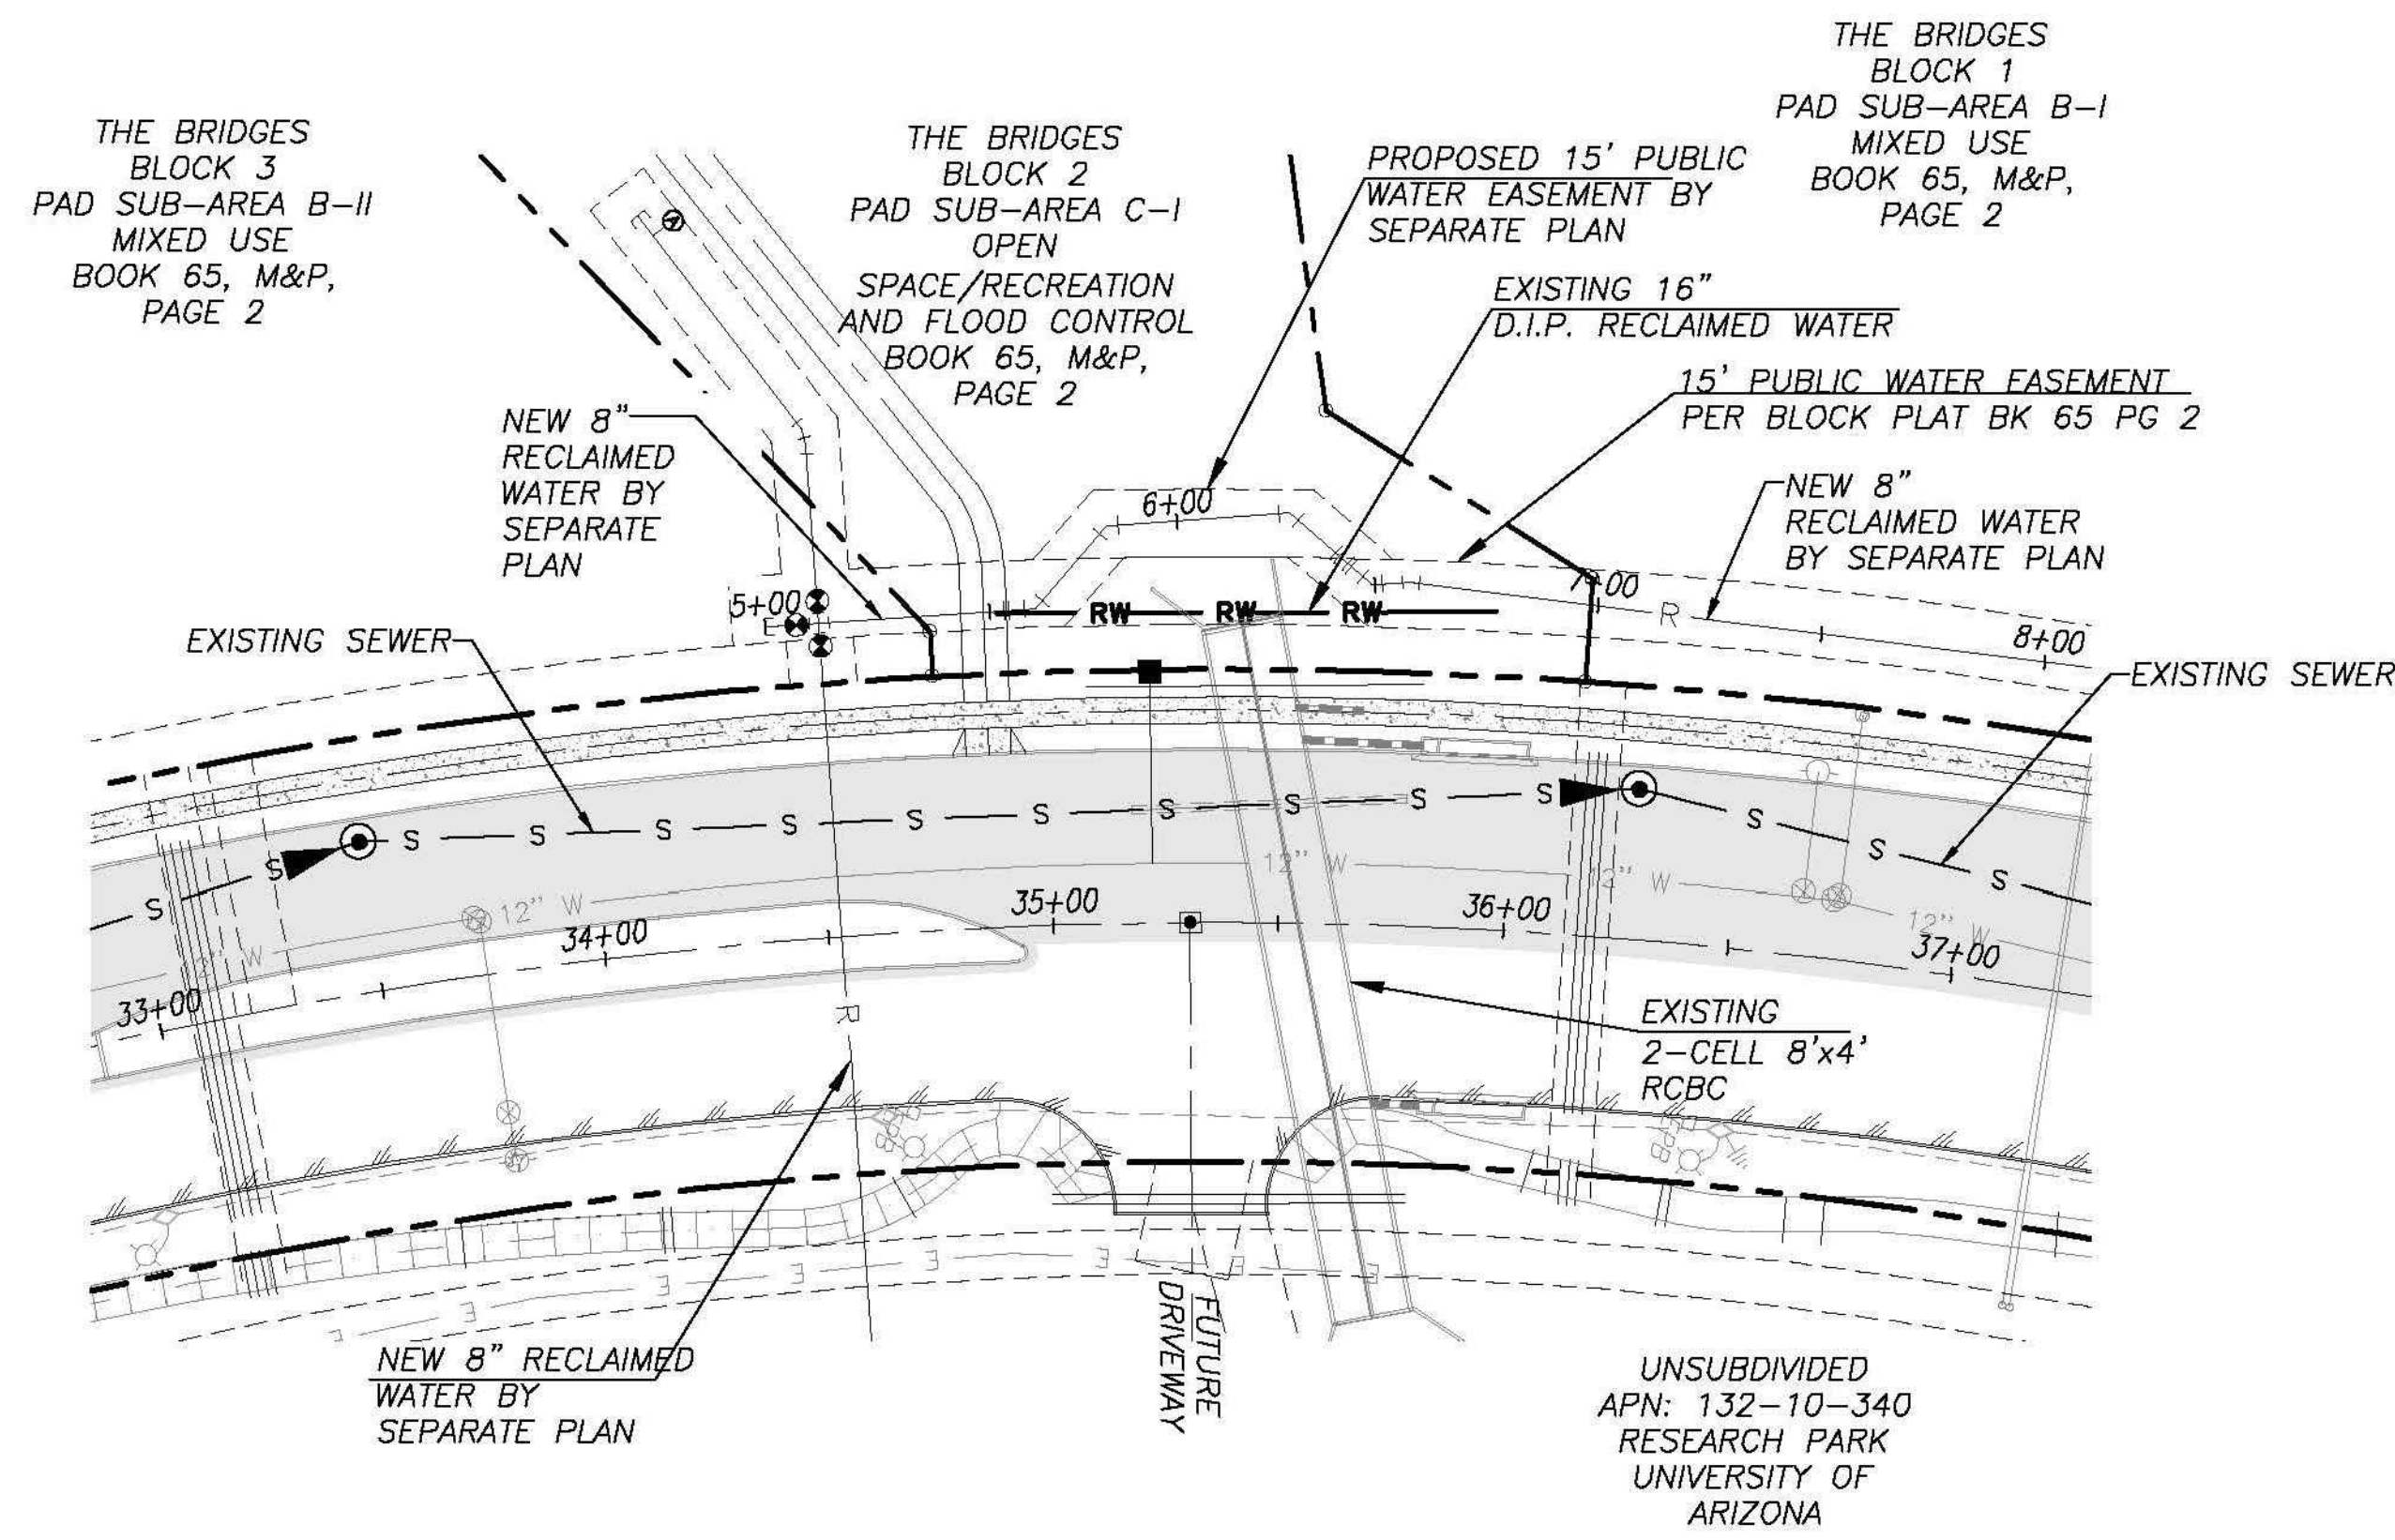 THE BRIDGES
BLOCK 3
PAD SUB-AREA B-II
MIXED USE
BOOK 65, M&P,
PAGE 2
THE BRIDGES
BLOCK 2
PAD SUB-AREA C-I
OPEN
SPACE/RECREATION
AND FLOOD CONTROL
BOOK 65, M&P,
PAGE 2
THE BRIDGES
BLOCK 1
PAD SUB-AREA B-I
MIXED USE
BOOK 65, M&P,
PAGE 2
PROPOSED 15' PUBLIC
WATER EASEMENT BY
SEPARATE PLAN
EXISTING 16"
D.I.P. RECLAIMED WATER
15' PUBLIC WATER EASEMENT
PER BLOCK PLAT BK 65 PG 2
NEW 8"
RECLAIMED
WATER BY
SEPARATE
PLAN
NEW 8"
RECLAIMED WATER
BY SEPARATE PLAN
6+00
5+00
7+00
8+00
RW RW RW
R
EXISTING SEWER
EXISTING SEWER
S S S S S S S S S S S S S S S
12" W
12" W
12" W
12" W
12" W
33+00
34+00
35+00
36+00
37+00
R
EXISTING
2-CELL 8'x4'
RCBC
E E E E E E E E
NEW 8" RECLAIMED
WATER BY
SEPARATE PLAN
FUTURE
DRIVEWAY
UNSUBDIVIDED
APN: 132-10-340
RESEARCH PARK
UNIVERSITY OF
ARIZONA